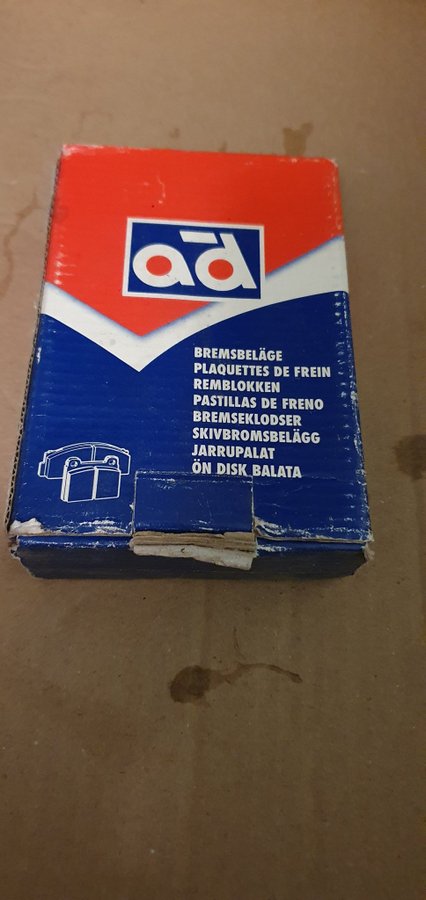 ad
BREMSBELÄGE
PLAQUETTES DE FREIN
REMBLOKKEN
PASTILLAS DE FRENO
BREMSEKLODSER
SKIVBROMSBELÄGG
JARRUPALAT
ÖN DISK BALATA